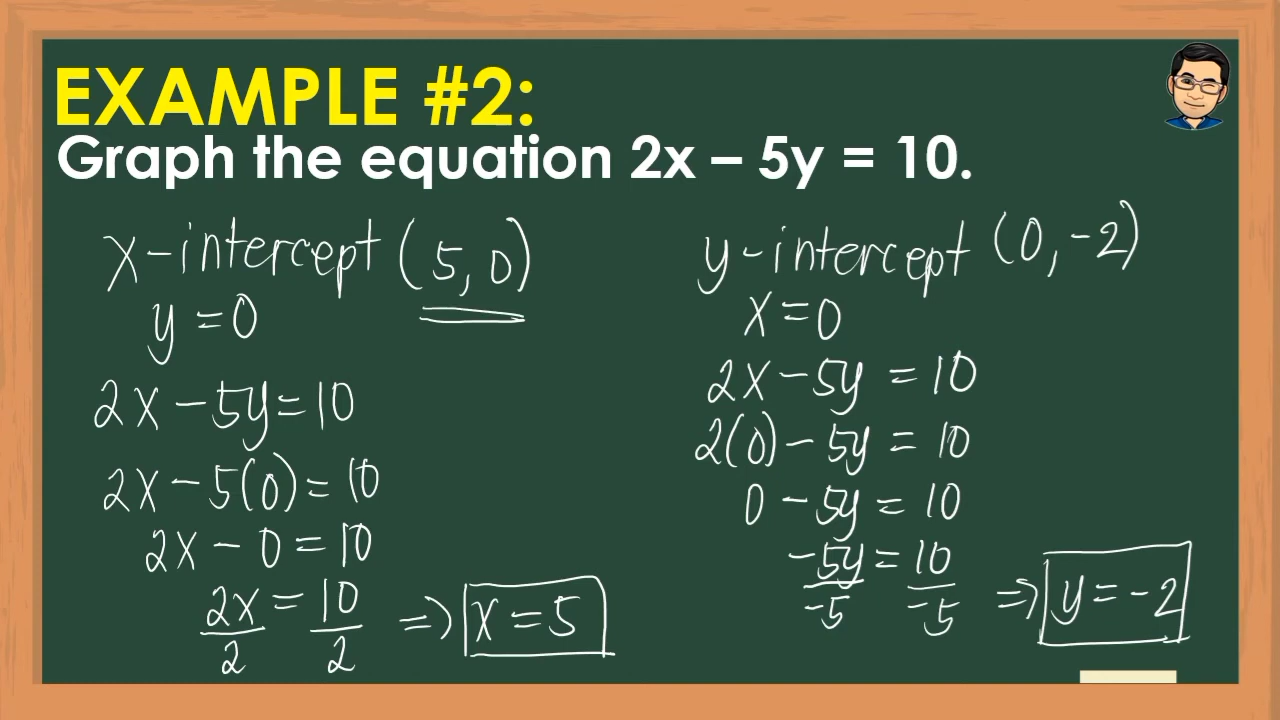 EXAMPLE #2:
Graph the equation 2x – 5y = 10.
x-intercept (5, 0)
y = 0
2x - 5y = 10
2x - 5(0) = 10
2x - 0 = 10
2x/2 = 10/2 ⇒ x = 5
y-intercept (0, -2)
x = 0
2x - 5y = 10
2(0) - 5y = 10
0 - 5y = 10
-5y/-5 = 10/-5 ⇒ y = -2